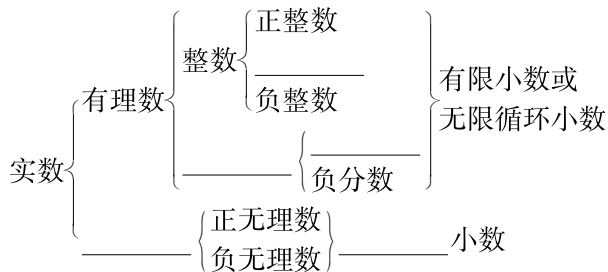 正整数
整数
负整数
有理数
有限小数或
无限循环小数
实数
负分数
正无理数
负无理数
小数